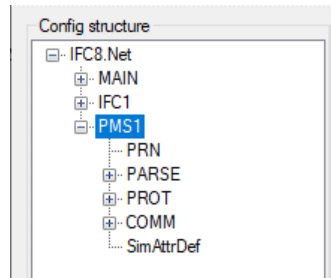 Config structure
IFC8.Net
MAIN
IFC1
PMS1
PRN
PARSE
PROT
COMM
SimAttrDef